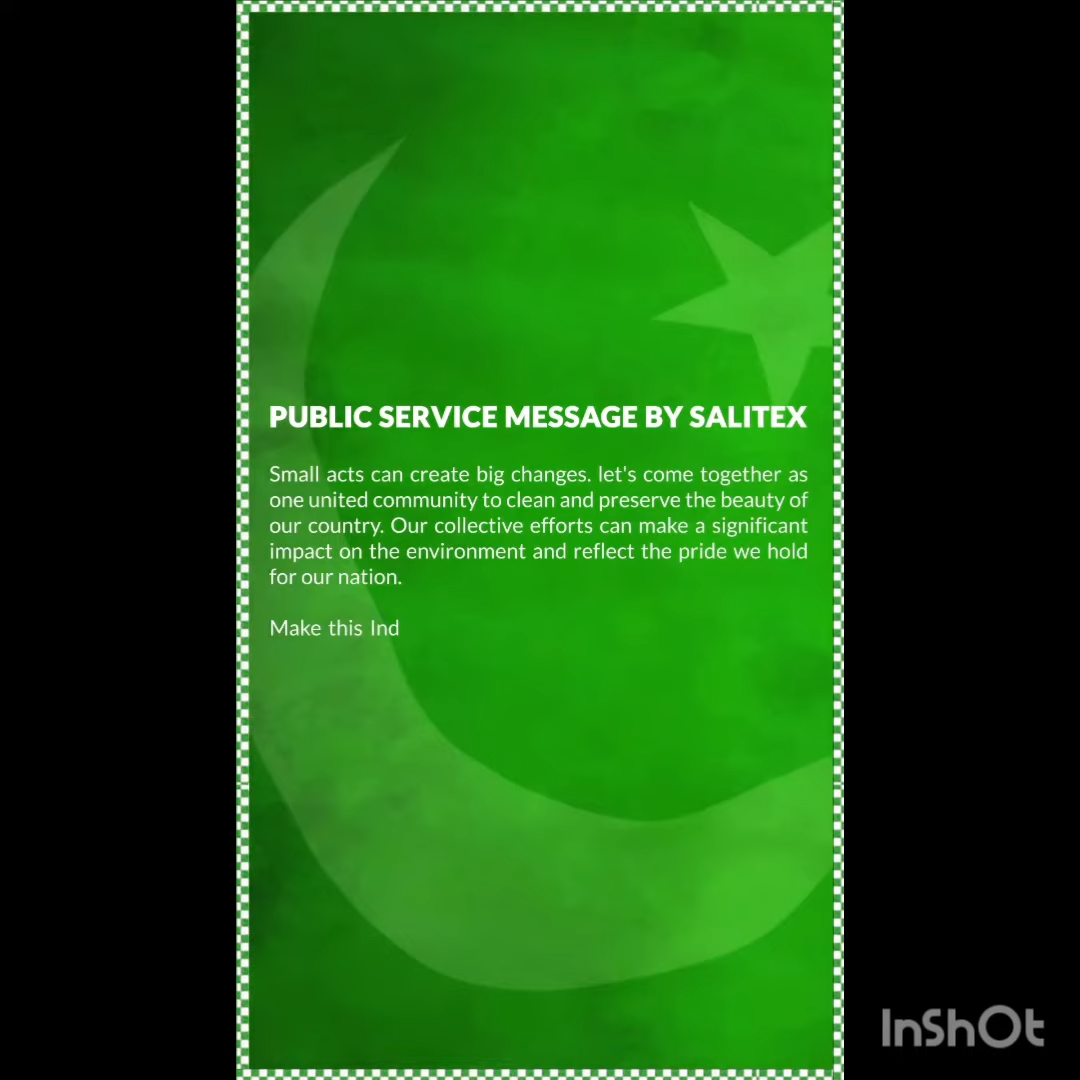 PUBLIC SERVICE MESSAGE BY SALITEX
Small acts can create big changes. let's come together as
one united community to clean and preserve the beauty of
our country. Our collective efforts can make a significant
impact on the environment and reflect the pride we hold
for our nation.
Make this Ind
InShOt